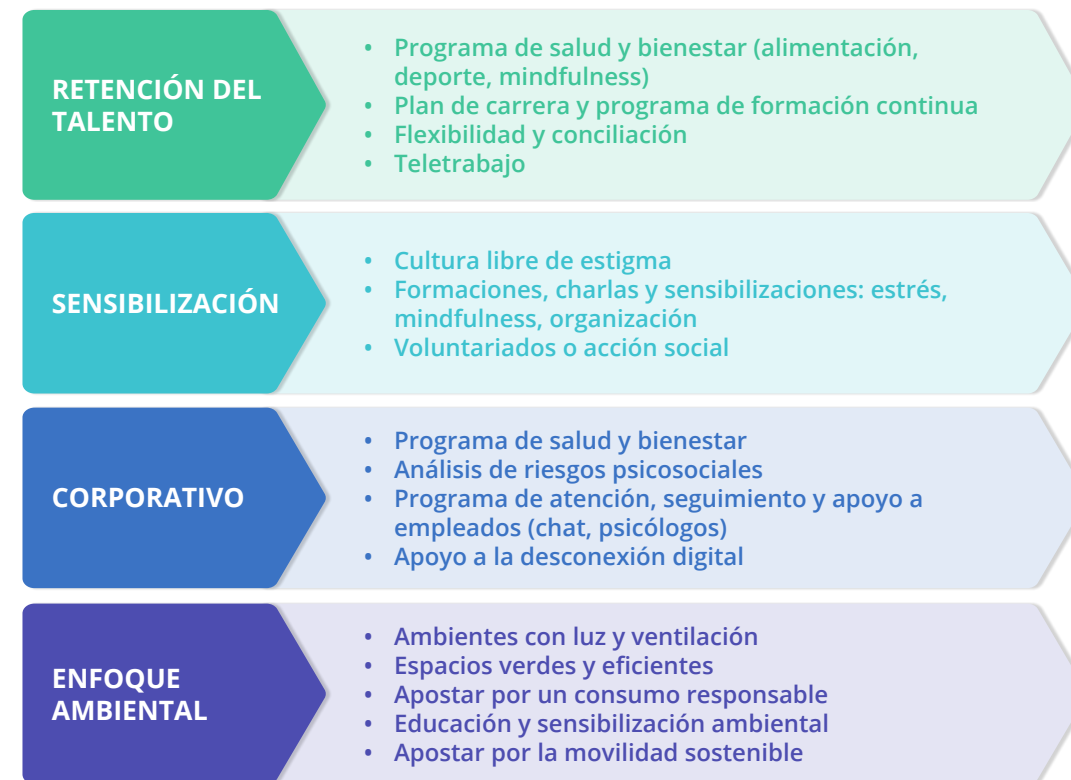 RETENCIÓN DEL
TALENTO
• Programa de salud y bienestar (alimentación,
deporte, mindfulness)
• Plan de carrera y programa de formación continua
• Flexibilidad y conciliación
• Teletrabajo
SENSIBILIZACIÓN
• Cultura libre de estigma
• Formaciones, charlas y sensibilizaciones: estrés,
mindfulness, organización
• Voluntariados o acción social
CORPORATIVO
• Programa de salud y bienestar
• Análisis de riesgos psicosociales
• Programa de atención, seguimiento y apoyo a
empleados (chat, psicólogos)
• Apoyo a la desconexión digital
ENFOQUE
AMBIENTAL
• Ambientes con luz y ventilación
• Espacios verdes y eficientes
• Apostar por un consumo responsable
• Educación y sensibilización ambiental
• Apostar por la movilidad sostenible